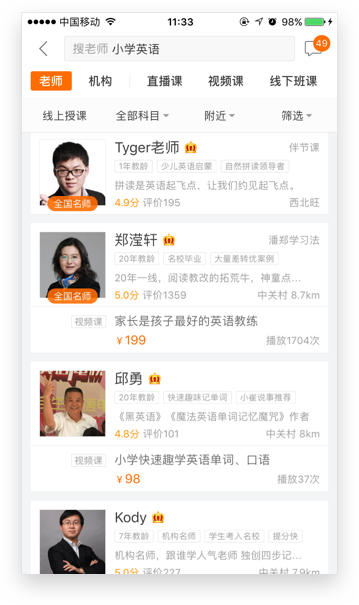 中国移动 11:33 98%
搜老师 小学英语 49
老师 机构 直播课 视频课 线下班课
线上授课 全部科目 附近 筛选
Tyger老师 伴节课
1年教龄 少儿英语启蒙 自然拼读领导者
拼读是英语起飞点，让我们约见起飞点。
全国名师 4.9分 评价195 西北旺
郑滢轩 潘郑学习法
20年教龄 名校毕业 大量差转优案例
20年一线，阅读教改的拓荒牛，神童点...
全国名师 5.0分 评价1359 中关村 8.7km
视频课 家长是孩子最好的英语教练
￥199 播放1704次
邱勇
20年教龄 快速趣味记单词 小崔说事推荐
《黑英语》《魔法英语单词记忆魔咒》作者
4.8分 评价101 中关村 8km
视频课 小学快速趣学英语单词、口语
￥98 播放37次
Kody
7年教龄 机构名师 学生考入名校 提分快
机构名师，跟谁学人气老师 独创四步记...
5.0分 评价227 中关村 7.9km